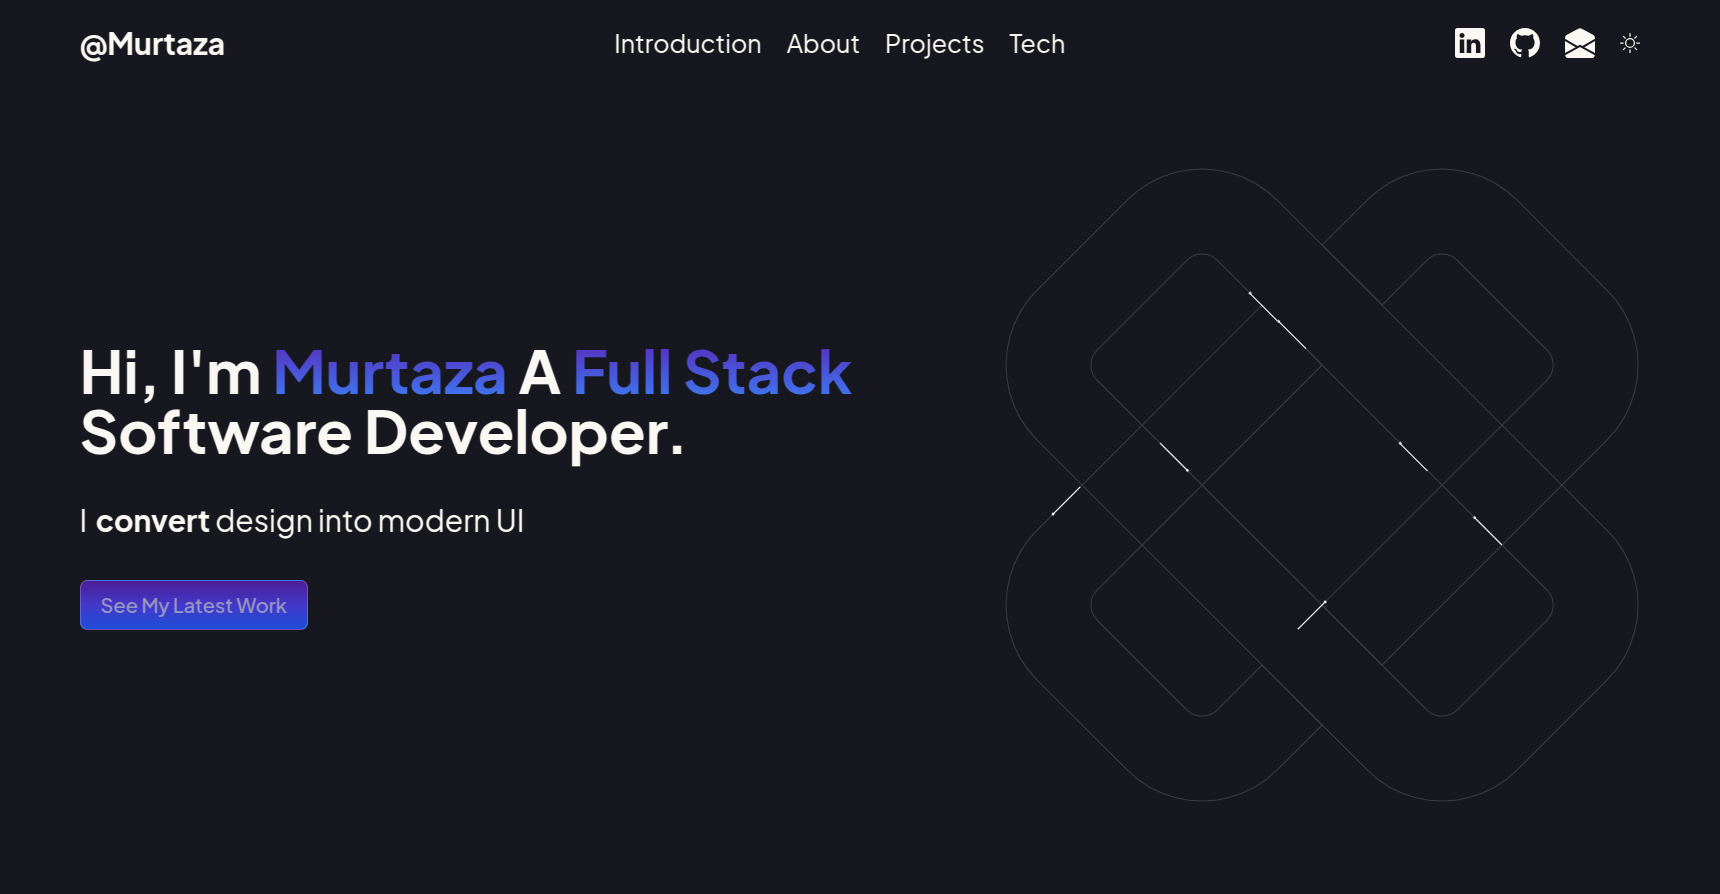 @Murtaza
Introduction About Projects Tech
in
Hi, I'm Murtaza A Full Stack
Software Developer.
I convert design into modern UI
See My Latest Work